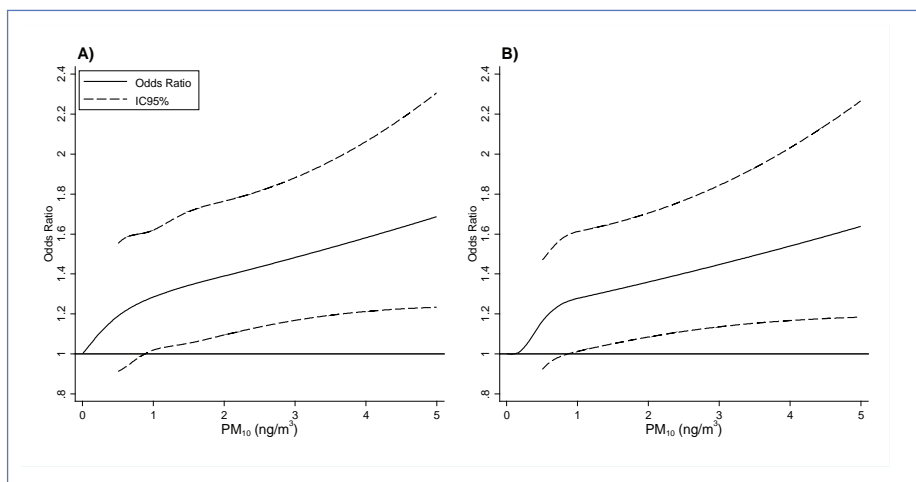 A)
Odds Ratio
IC95%
Odds Ratio
2.4
2.2
2
1.8
1.6
1.4
1.2
1
.8
0 1 2 3 4 5
PM₁₀ (ng/m³)
B)
Odds Ratio
2.4
2.2
2
1.8
1.6
1.4
1.2
1
.8
0 1 2 3 4 5
PM₁₀ (ng/m³)